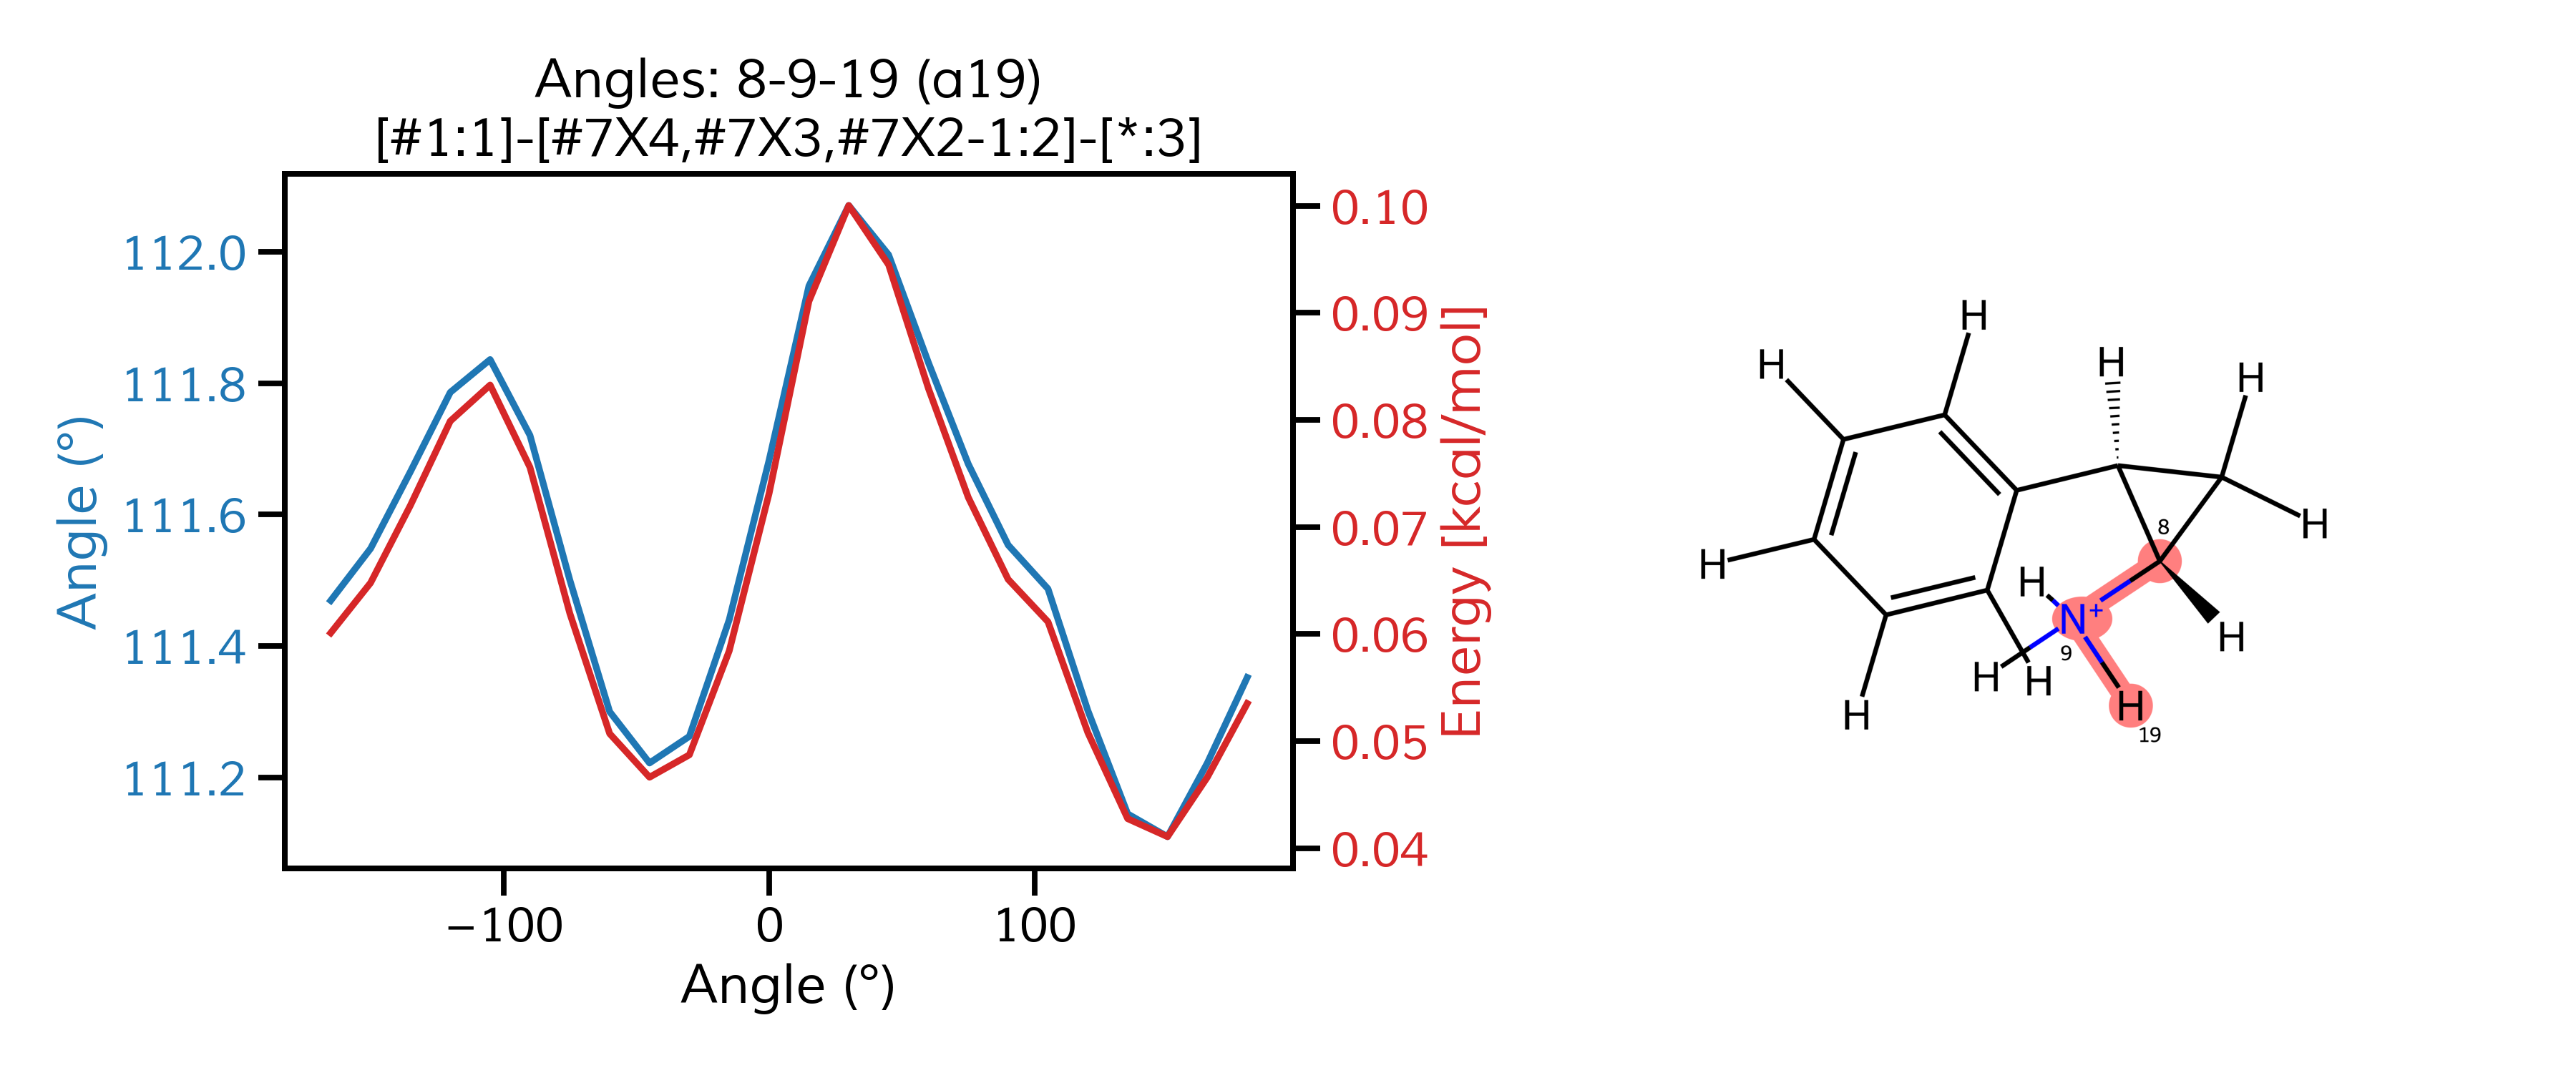 Angles: 8-9-19 (a19)
[#1:1]-[#7X4,#7X3,#7X2-1:2]-[*:3]
Angle (°)
112.0
111.8
111.6
111.4
111.2
0.10
0.09
0.08
0.07
0.06
0.05
0.04
Energy [kcal/mol]
−100
0
100
Angle (°)
H
H
H
H
H
H
8
H
N+
H
9
H
H
H
H
19